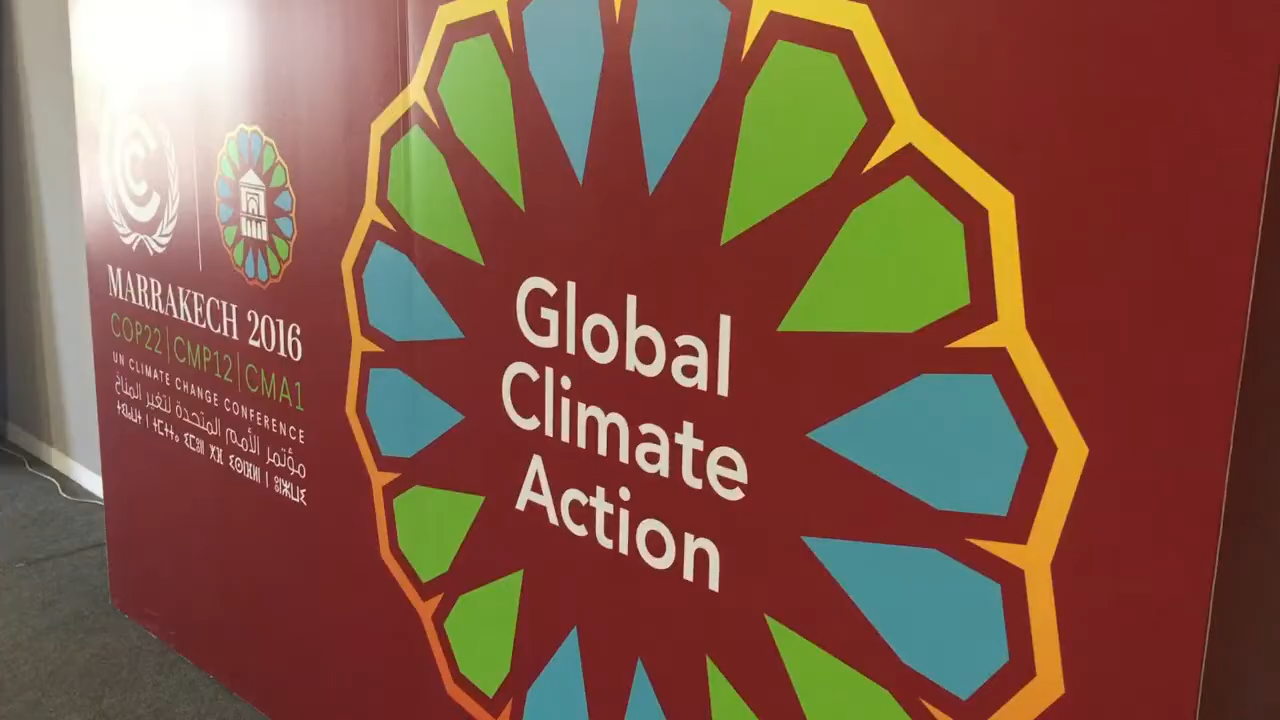 MARRAKECH 2016
COP22 | CMP12 | CMA1
UN CLIMATE CHANGE CONFERENCE
مؤتمر الأمم المتحدة لتغير المناخ
Global
Climate
Action